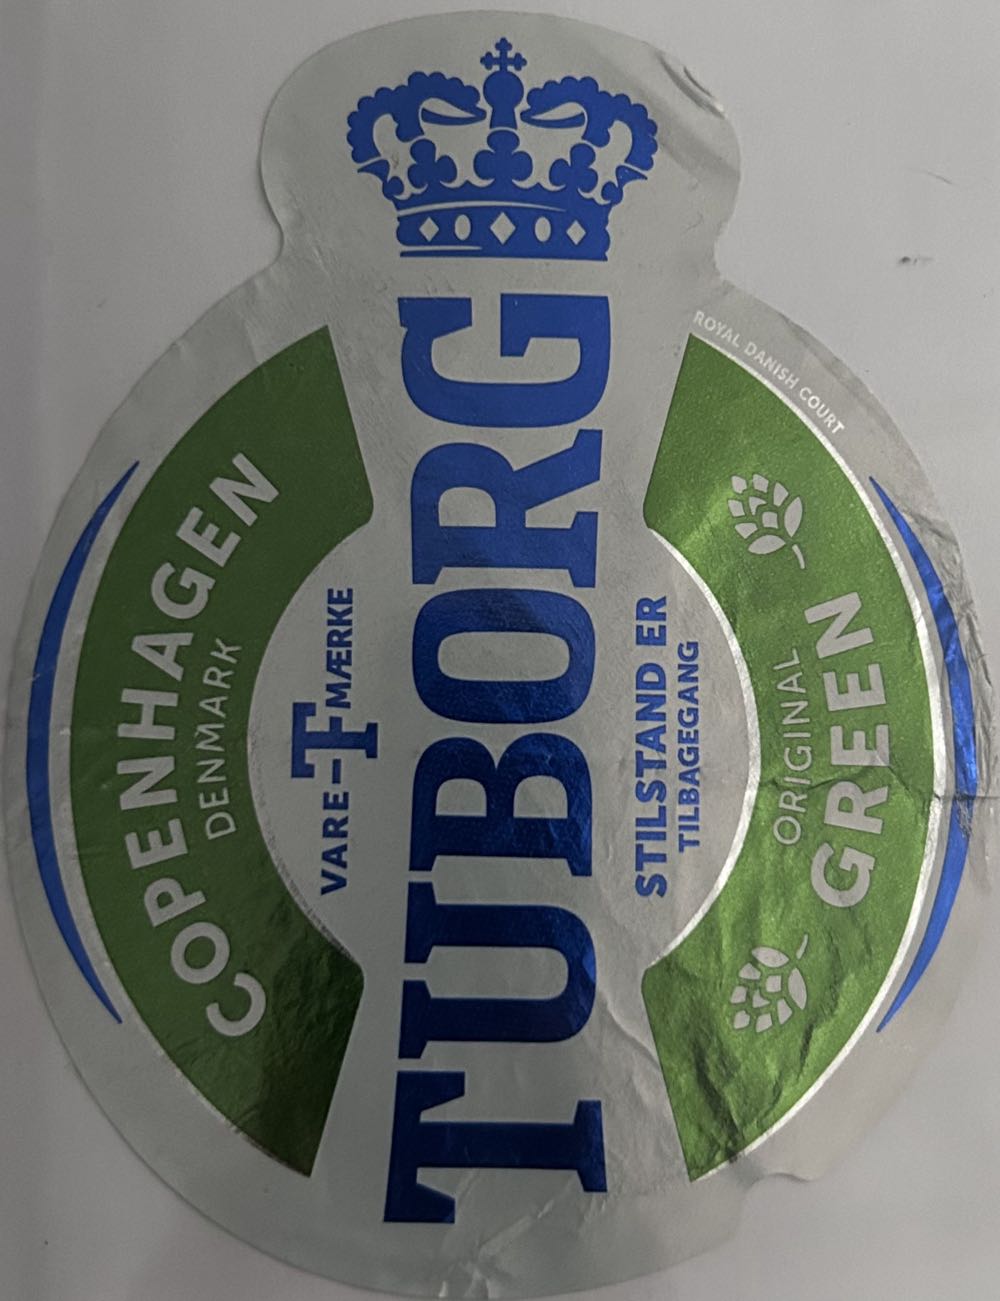 COPENHAGEN
DENMARK
VARE-T-MÆRKE
TUBORG
STILSTAND ER
TILBAGEGANG
ORIGINAL
GREEN
ROYAL DANISH COURT